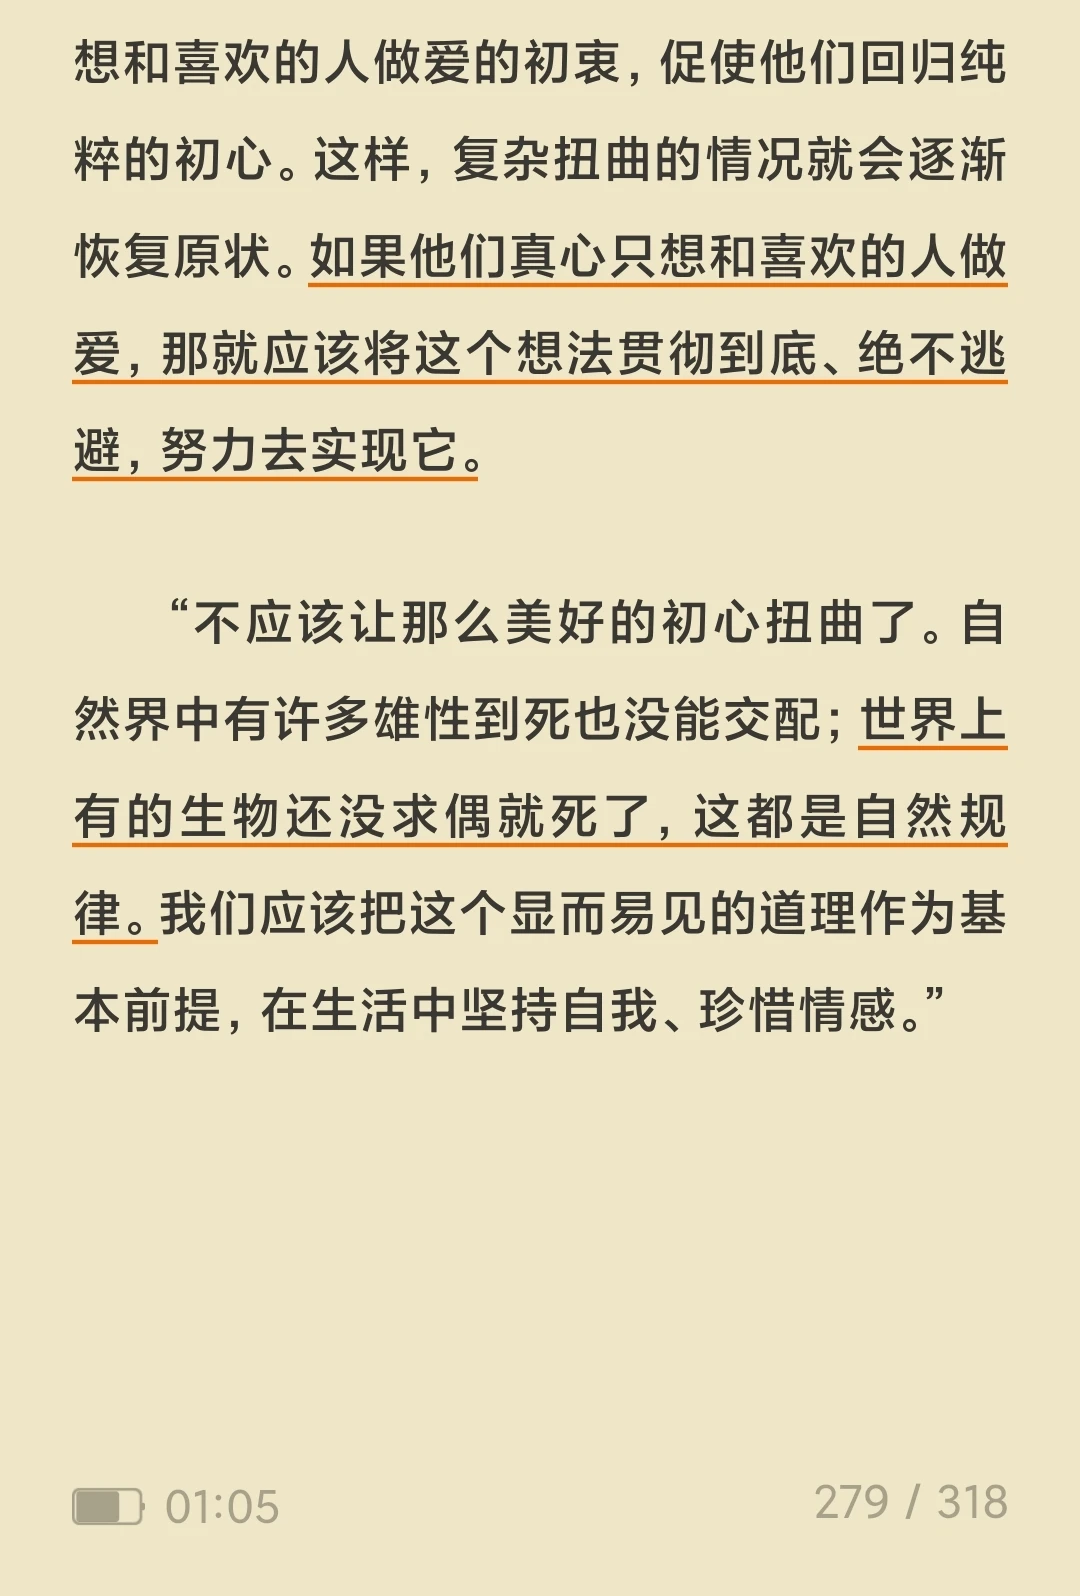 想和喜欢的人做爱的初衷，促使他们回归纯
粹的初心。这样，复杂扭曲的情况就会逐渐
恢复原状。如果他们真心只想和喜欢的人做
爱，那就应该将这个想法贯彻到底、绝不逃
避，努力去实现它。
“不应该让那么美好的初心扭曲了。自
然界中有许多雄性到死也没能交配；世界上
有的生物还没求偶就死了，这都是自然规
律。我们应该把这个显而易见的道理作为基
本前提，在生活中坚持自我、珍惜情感。”
01:05
279 / 318